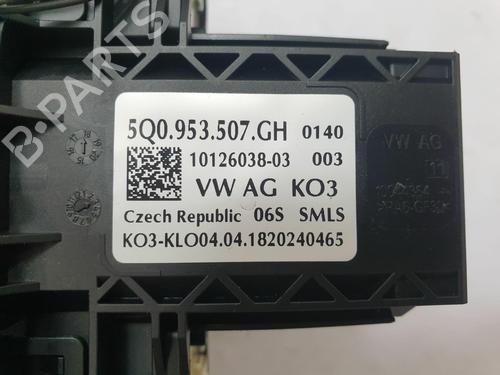 B-PARTS
5Q0.953.507.GH 0140
10126038-03 003
VW AG KO3
Czech Republic 06S SMLS
KO3-KLO04.04.1820240465
VW AG
11